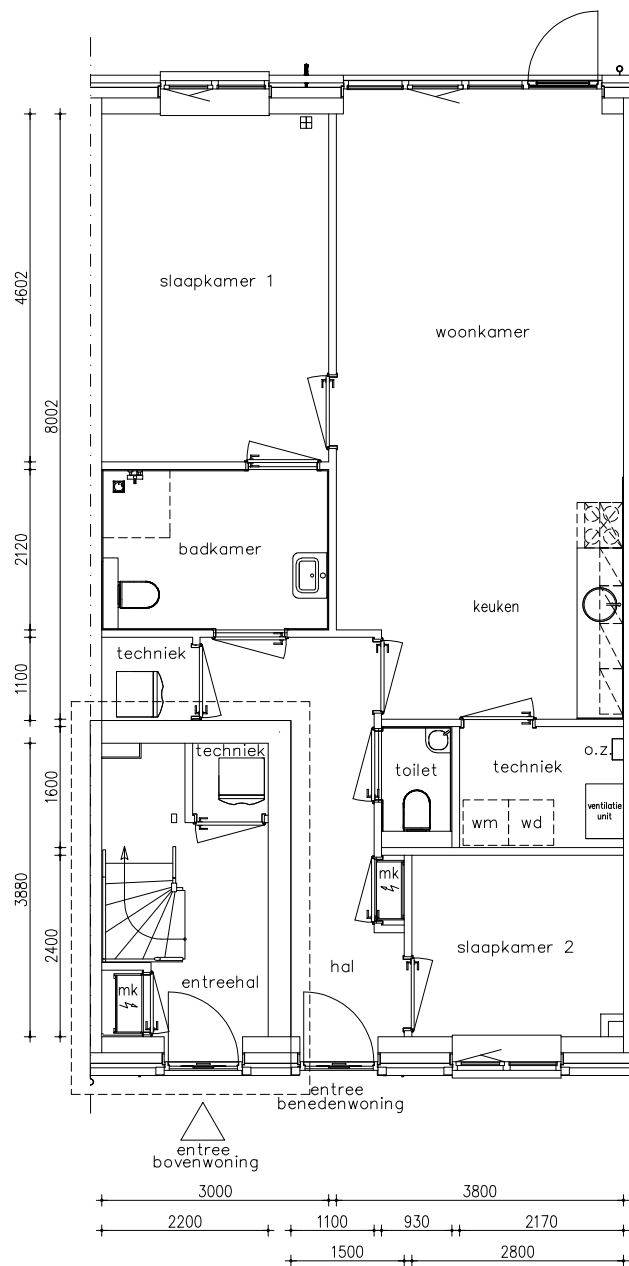 slaapkamer 1
woonkamer
4602
8002
badkamer
2120
keuken
techniek
1100
techniek
toilet
techniek
o.z.
ventilatie
unit
wm
wd
1600
mk
3880
2400
slaapkamer 2
hal
entreehal
mk
entree
benedenwoning
entree
bovenwoning
3000
3800
2200
1100
930
2170
1500
2800